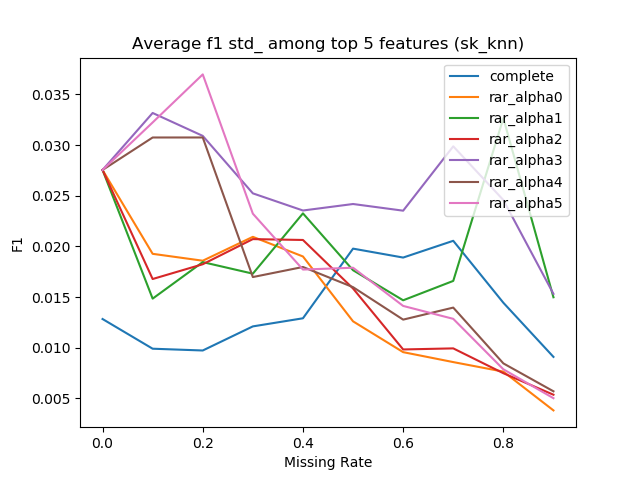 Average f1 std_ among top 5 features (sk_knn)
complete
rar_alpha0
rar_alpha1
rar_alpha2
rar_alpha3
rar_alpha4
rar_alpha5
0.035
0.030
0.025
0.020
0.015
0.010
0.005
F1
0.0 0.2 0.4 0.6 0.8
Missing Rate